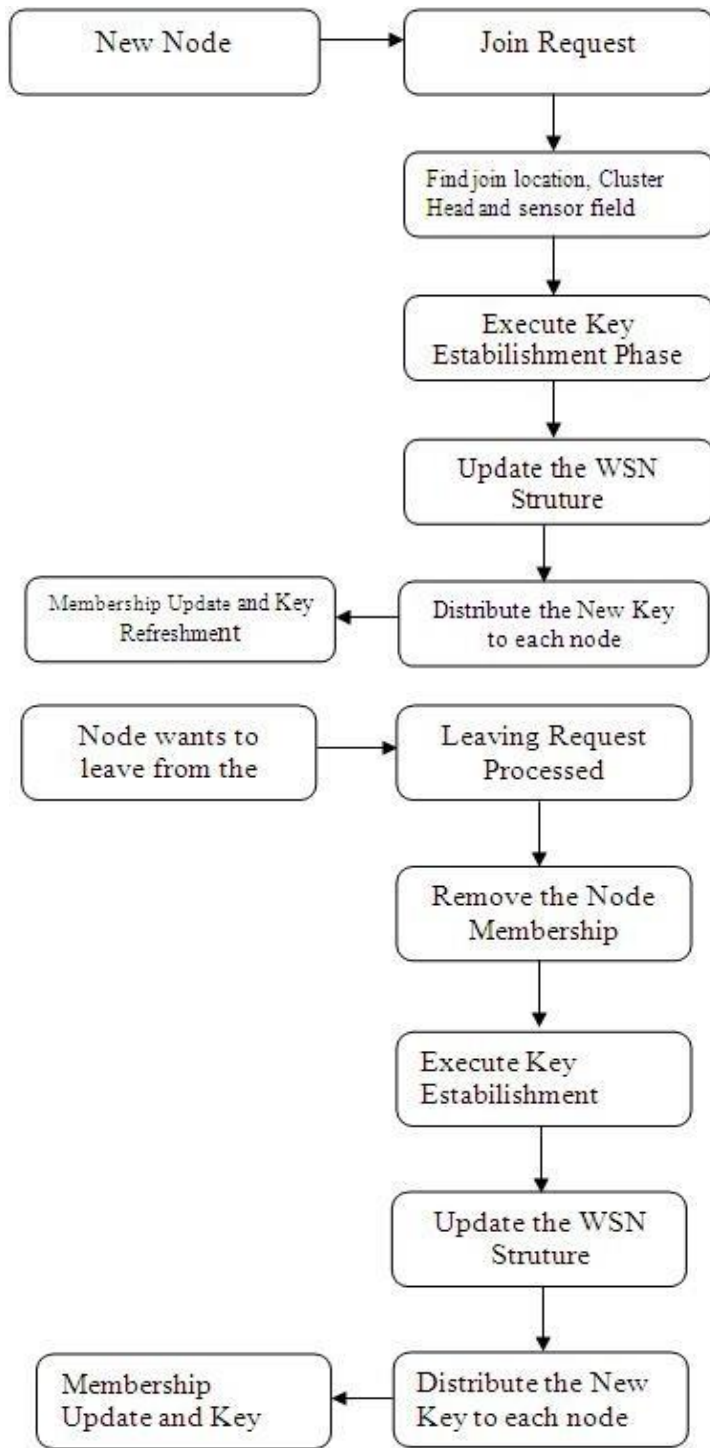 New Node
Join Request
Find join location, Cluster
Head and sensor field
Execute Key
Estabilishment Phase
Update the WSN
Struture
Distribute the New Key
to each node
Membership Update and Key
Refreshment
Node wants to
leave from the
Leaving Request
Processed
Remove the Node
Membership
Execute Key
Estabilishment
Update the WSN
Struture
Distribute the New
Key to each node
Membership
Update and Key